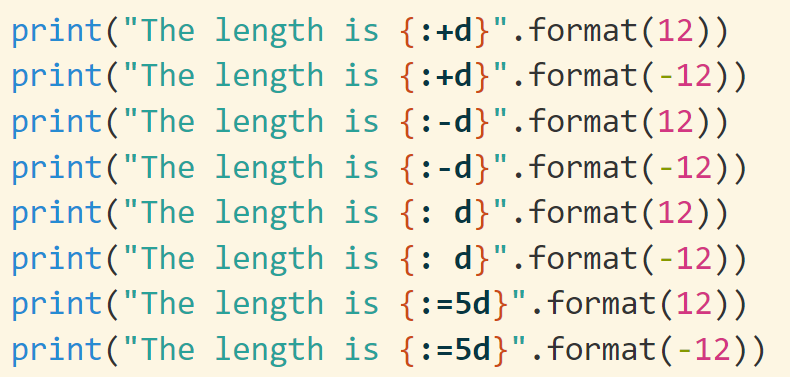 print("The length is {:+d}".format(12))
print("The length is {:+d}".format(-12))
print("The length is {:-d}".format(12))
print("The length is {:-d}".format(-12))
print("The length is {: d}".format(12))
print("The length is {: d}".format(-12))
print("The length is {:=5d}".format(12))
print("The length is {:=5d}".format(-12))